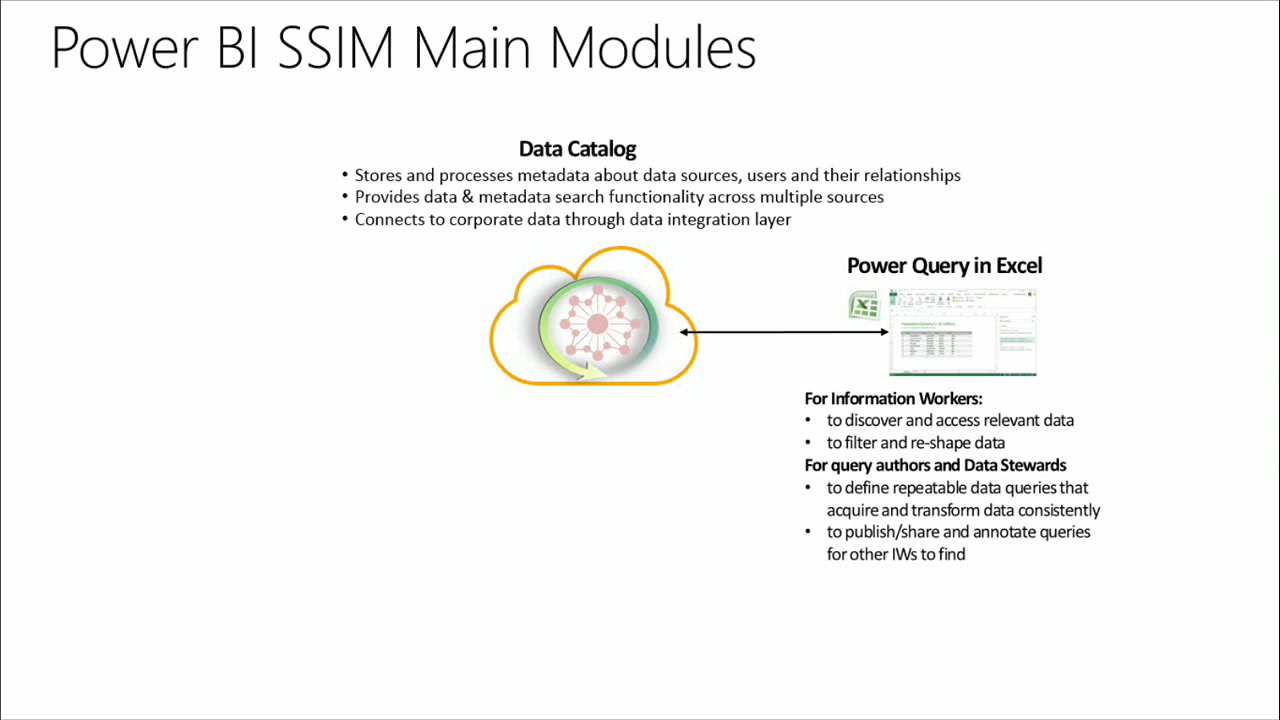 Power BI SSIM Main Modules
Data Catalog
• Stores and processes metadata about data sources, users and their relationships
• Provides data & metadata search functionality across multiple sources
• Connects to corporate data through data integration layer
Power Query in Excel
For Information Workers:
• to discover and access relevant data
• to filter and re-shape data
For query authors and Data Stewards
• to define repeatable data queries that
acquire and transform data consistently
• to publish/share and annotate queries
for other IWs to find